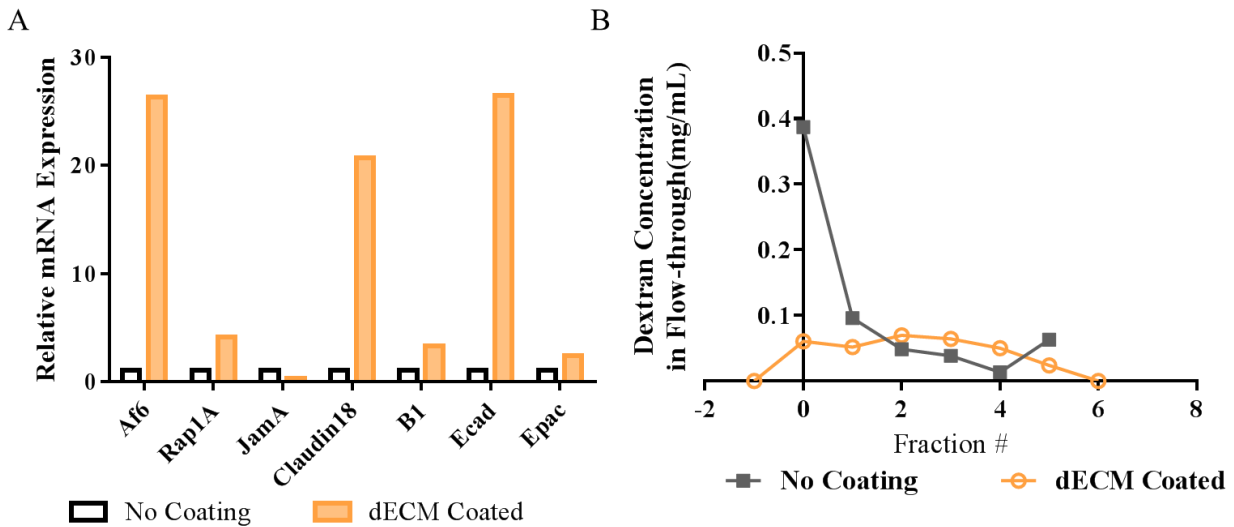 A
Relative mRNA Expression
30
20
10
0
Af6
Rap1A
JamA
Claudin18
B1
Ecad
Epac
No Coating
dECM Coated
B
Dextran Concentration
in Flow-through(mg/mL)
0.5
0.4
0.3
0.2
0.1
-2
0
2
4
6
8
Fraction #
No Coating
dECM Coated